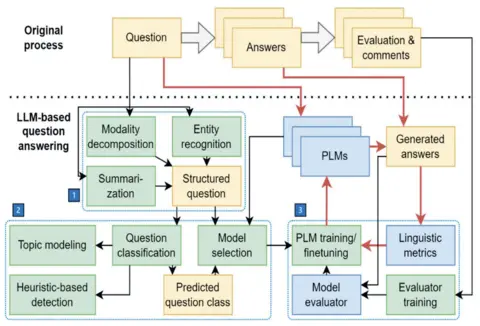 Original
process
Question
Answers
Evaluation &
comments
LLM-based
question
answering
Modality
decomposition
Entity
recognition
Summari-
zation
Structured
question
1
PLMs
Generated
answers
2
Topic modeling
Question
classification
Model
selection
Heuristic-based
detection
Predicted
question class
3
PLM training/
finetuning
Linguistic
metrics
Model
evaluator
Evaluator
training